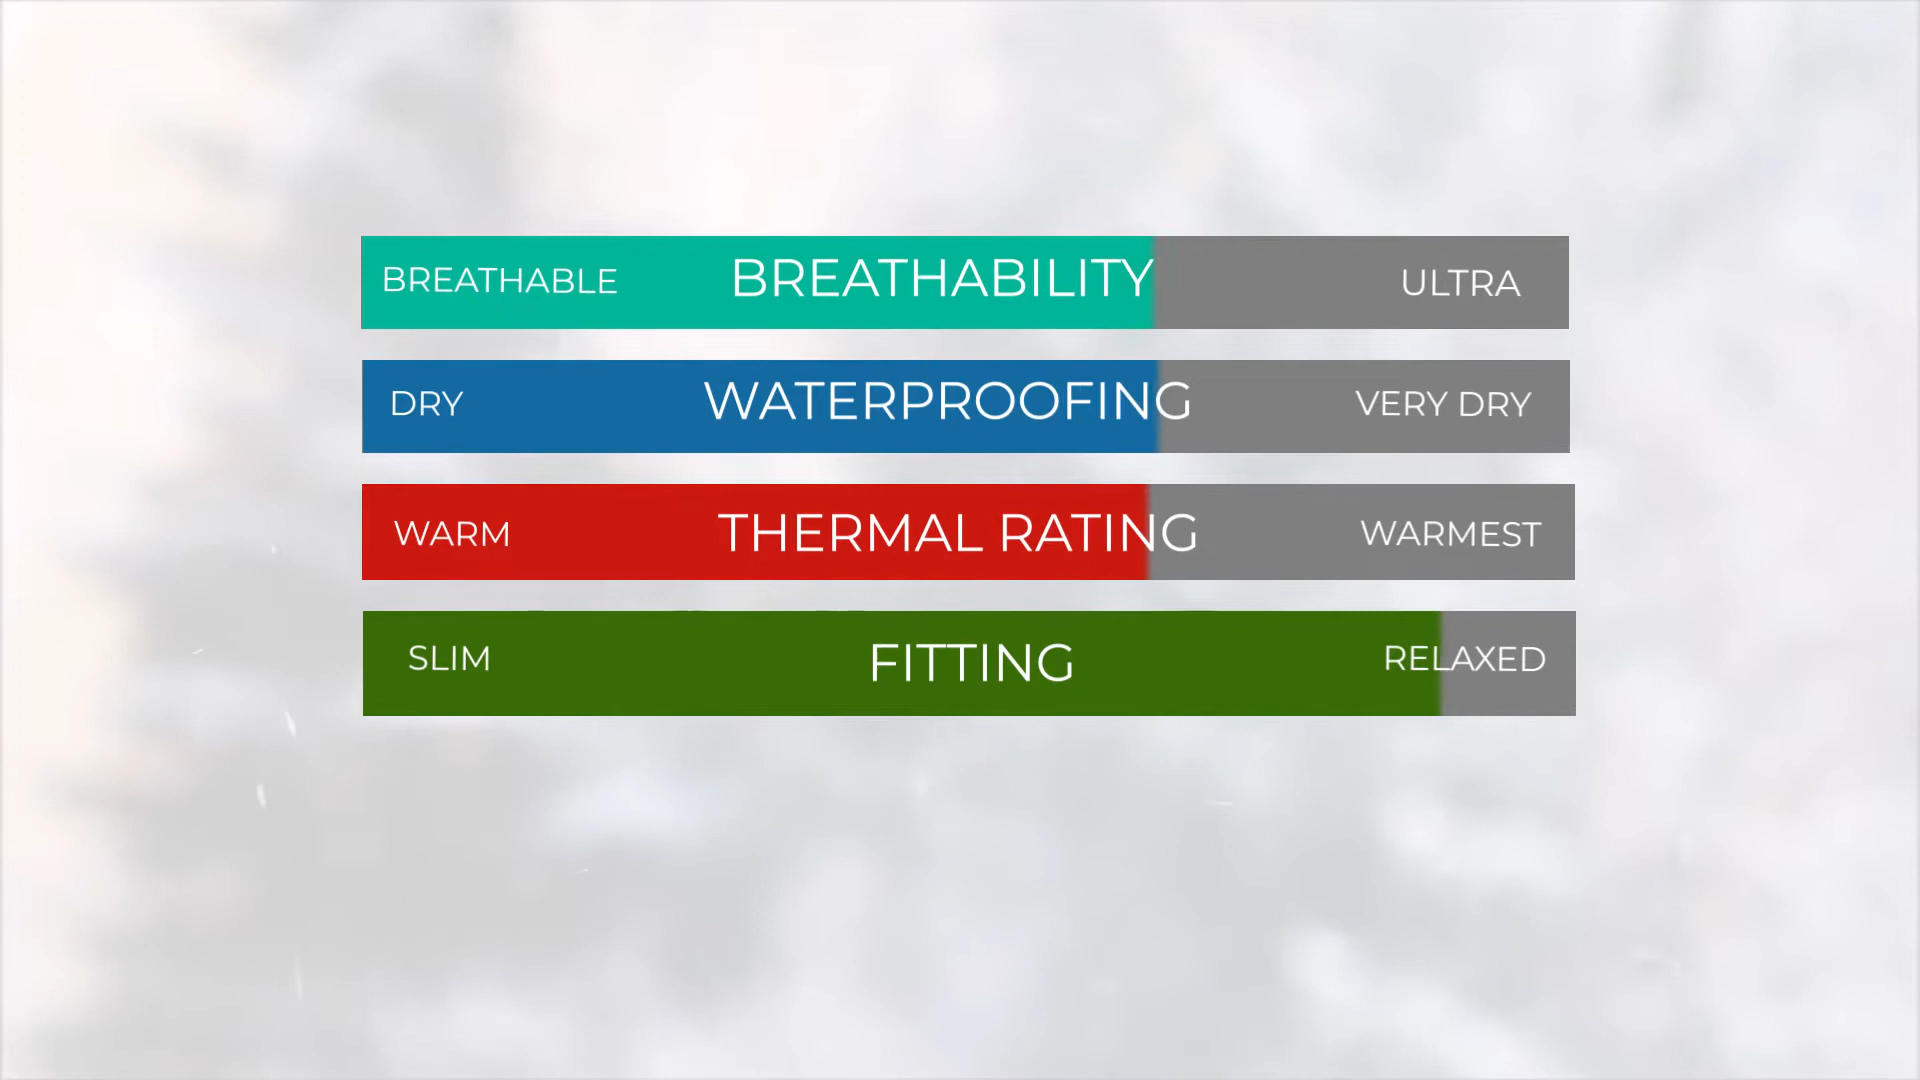 BREATHABLE BREATHABILITY ULTRA
DRY WATERPROOFING VERY DRY
WARM THERMAL RATING WARMEST
SLIM FITTING RELAXED